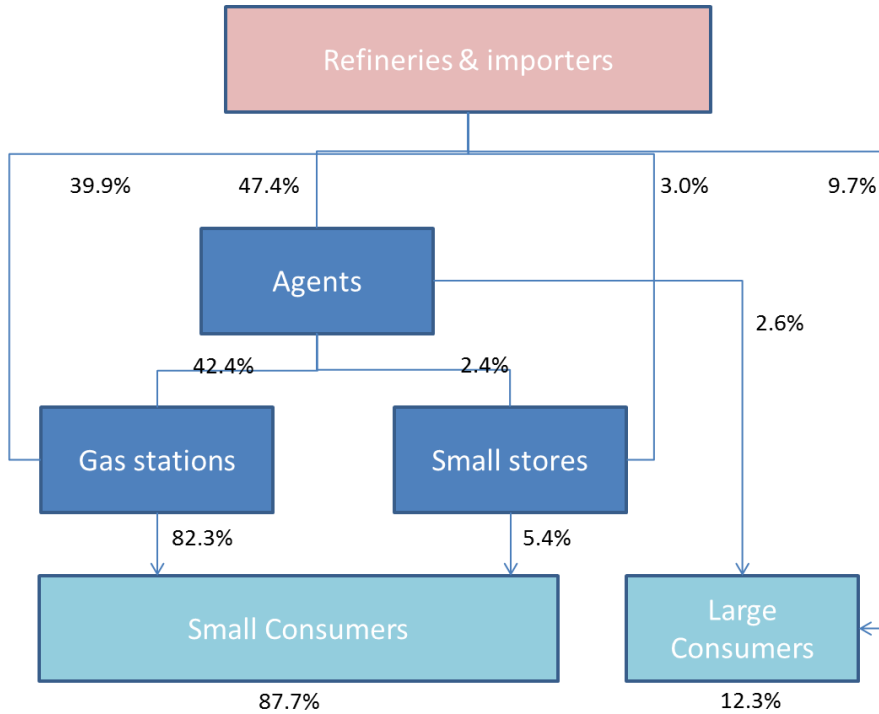 Refineries & importers
39.9%
47.4%
3.0%
9.7%
Agents
2.6%
42.4%
2.4%
Gas stations
Small stores
82.3%
5.4%
Small Consumers
Large
Consumers
87.7%
12.3%